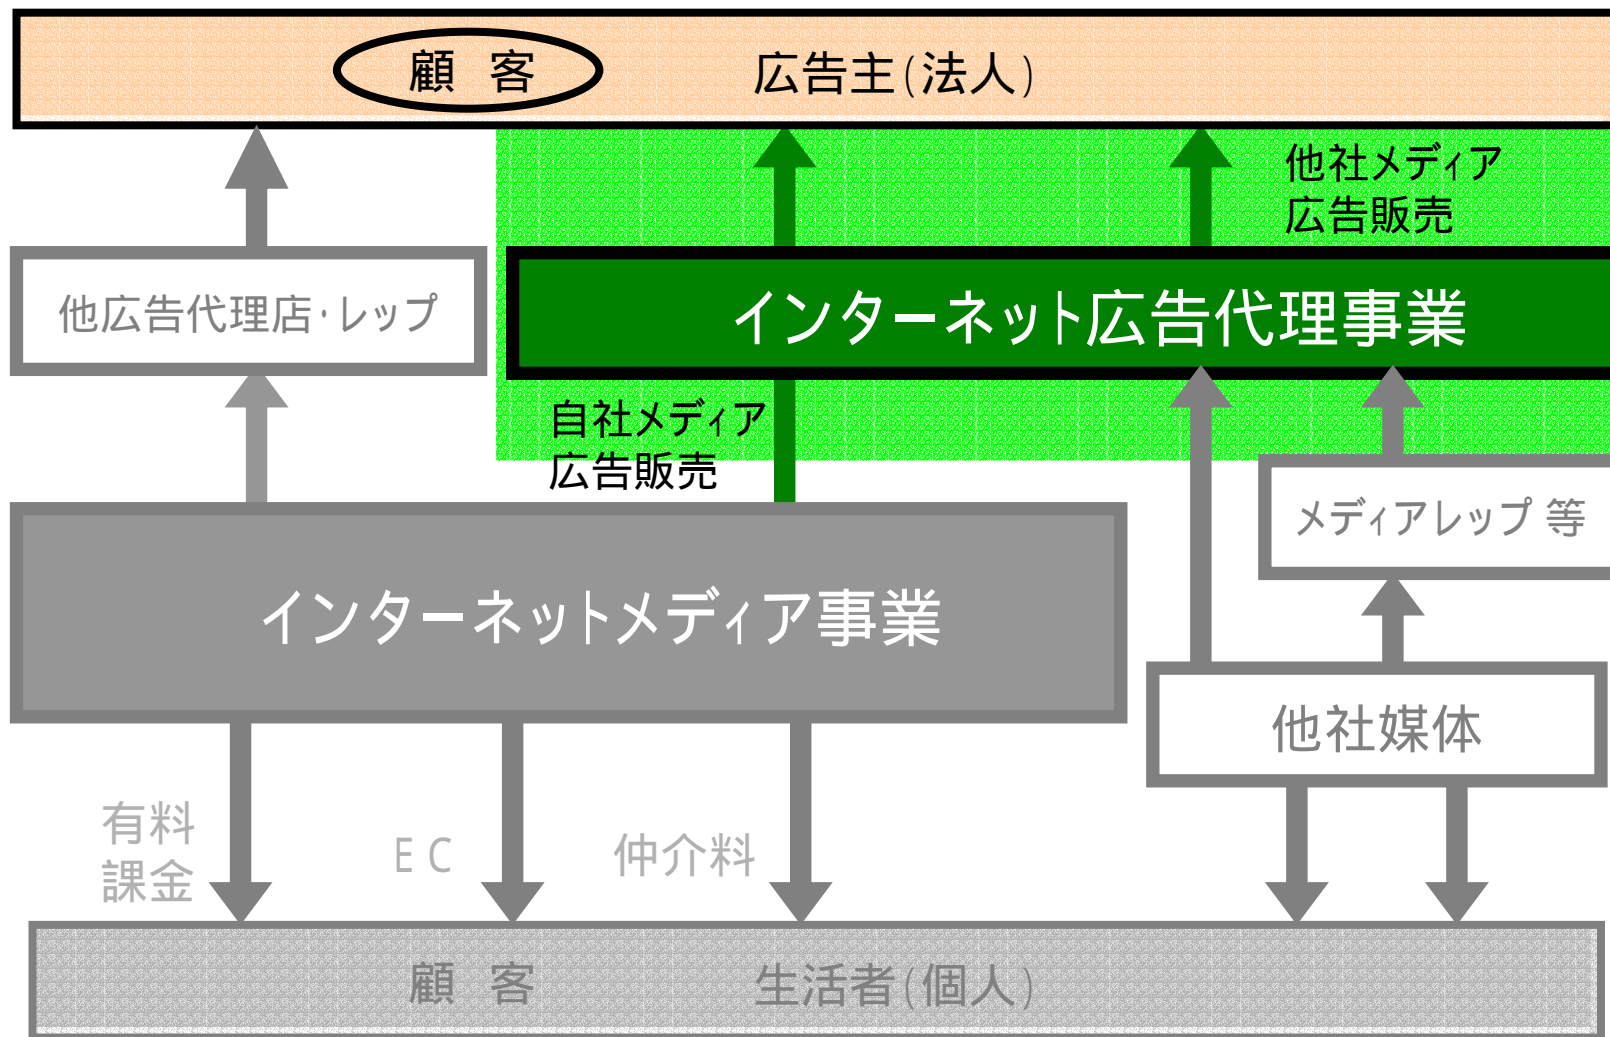 顧 客 広告主(法人)
他社メディア
広告販売
他広告代理店・レップ
インターネット広告代理事業
自社メディア
広告販売
メディアレップ 等
インターネットメディア事業
他社媒体
有料
課金
EC
仲介料
顧 客 生活者(個人)